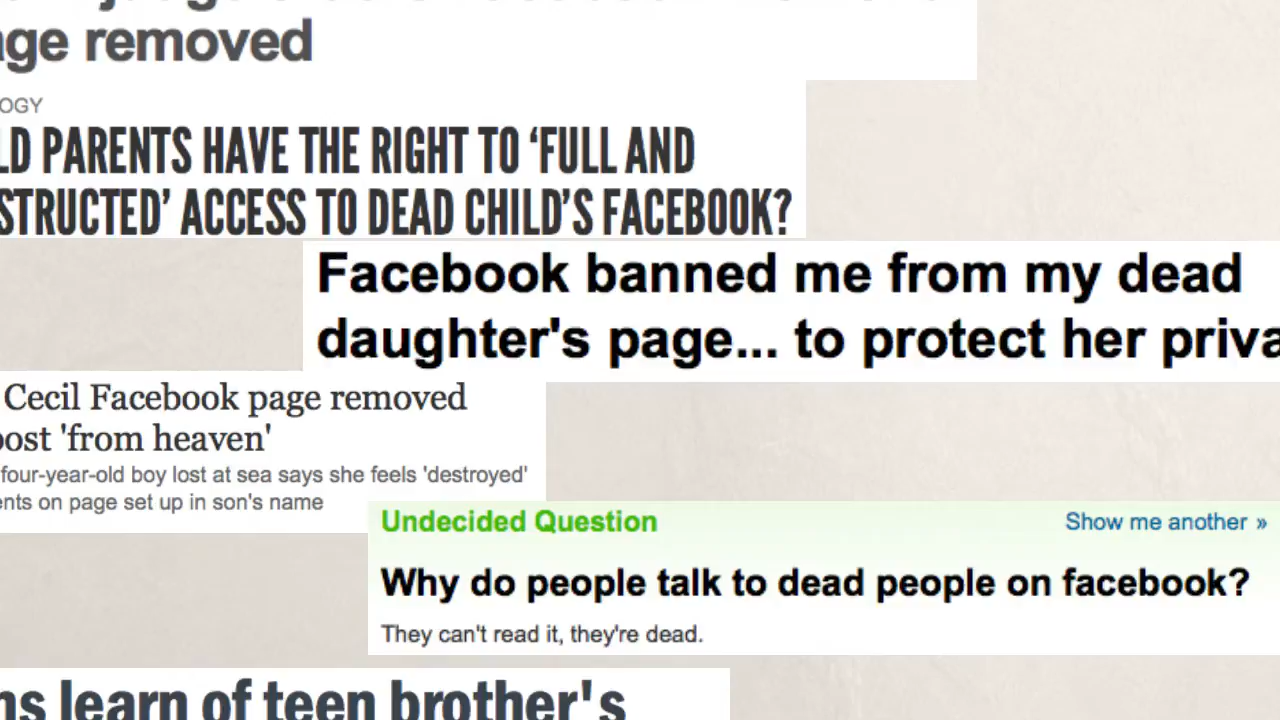 age removed
OGY
LD PARENTS HAVE THE RIGHT TO ‘FULL AND
STRUCTED’ ACCESS TO DEAD CHILD’S FACEBOOK?
Facebook banned me from my dead
daughter's page... to protect her priva
Cecil Facebook page removed
post 'from heaven'
four-year-old boy lost at sea says she feels 'destroyed'
ents on page set up in son's name
Undecided Question
Show me another »
Why do people talk to dead people on facebook?
They can't read it, they're dead.
ns learn of teen brother's